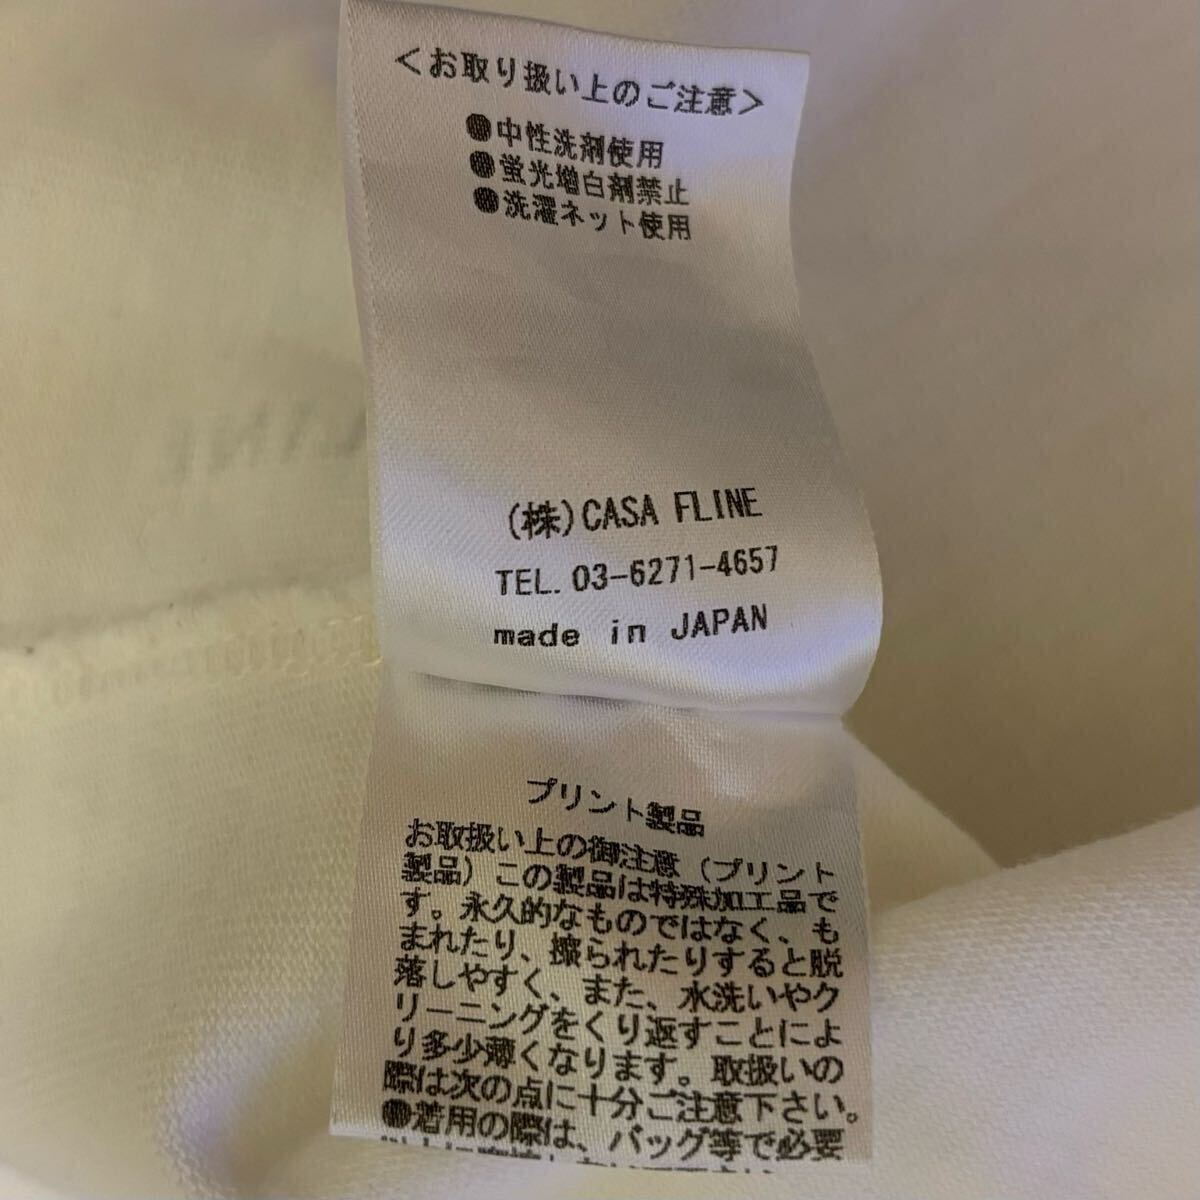 <お取り扱い上のご注意>
●中性洗剤使用
●蛍光増白剤禁止
●洗濯ネット使用
(株)CASA FLINE
TEL. 03-6271-4657
made in JAPAN
プリント製品
お取扱い上の御注意(プリント
製品)この製品は特殊加工品で
す。永久的なものではなく、も
まれたり、擦られたりすると脱
落しやすく、また、水洗いやク
リーニングをくり返すことによ
り多少薄くなります。取扱いの
際は次の点に十分ご注意下さい。
●着用の際は、バッグ等で必要